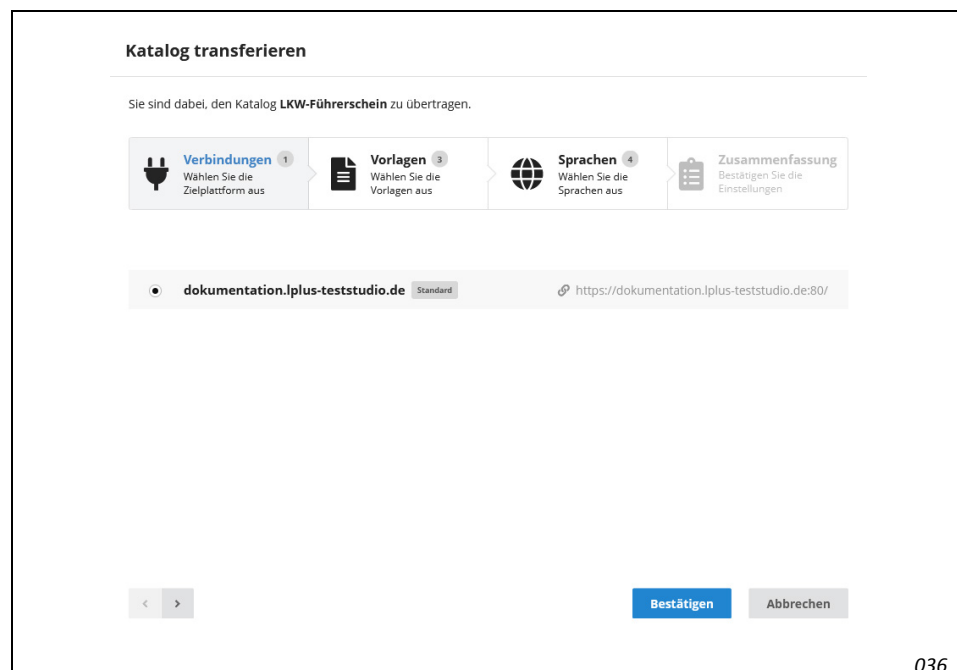 Katalog transferieren
Sie sind dabei, den Katalog LKW-Führerschein zu übertragen.
Verbindungen 1
Wählen Sie die
Zielplattform aus
Vorlagen 3
Wählen Sie die
Vorlagen aus
Sprachen 4
Wählen Sie die
Sprachen aus
Zusammenfassung
Bestätigen Sie die
Einstellungen
dokumentation.lplus-teststudio.de Standard https://dokumentation.lplus-teststudio.de:80/
< > Bestätigen Abbrechen
036